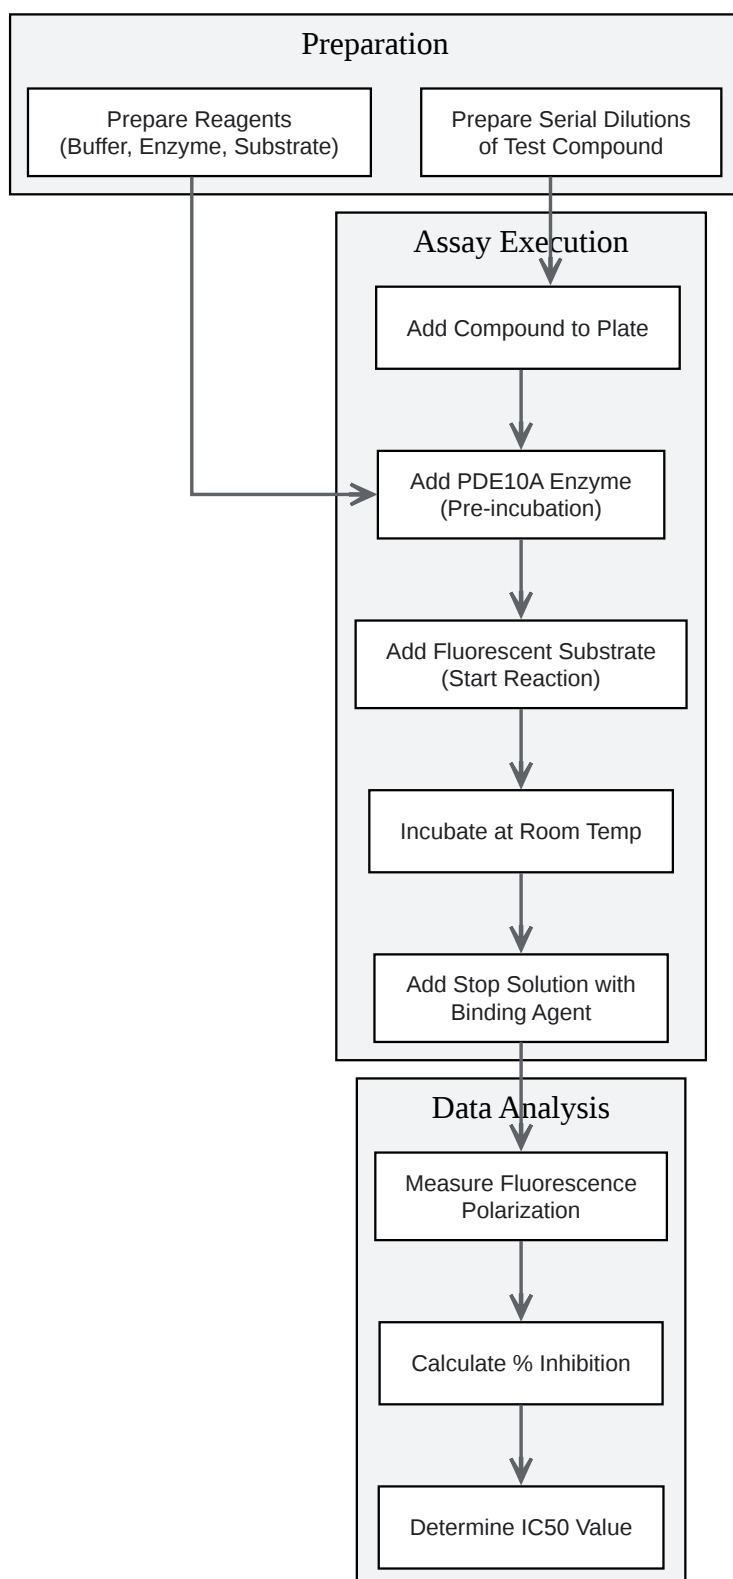 Preparation
Prepare Reagents
(Buffer, Enzyme, Substrate)
Prepare Serial Dilutions
of Test Compound
Assay Execution
Add Compound to Plate
Add PDE10A Enzyme
(Pre-incubation)
Add Fluorescent Substrate
(Start Reaction)
Incubate at Room Temp
Add Stop Solution with
Binding Agent
Data Analysis
Measure Fluorescence
Polarization
Calculate % Inhibition
Determine IC50 Value